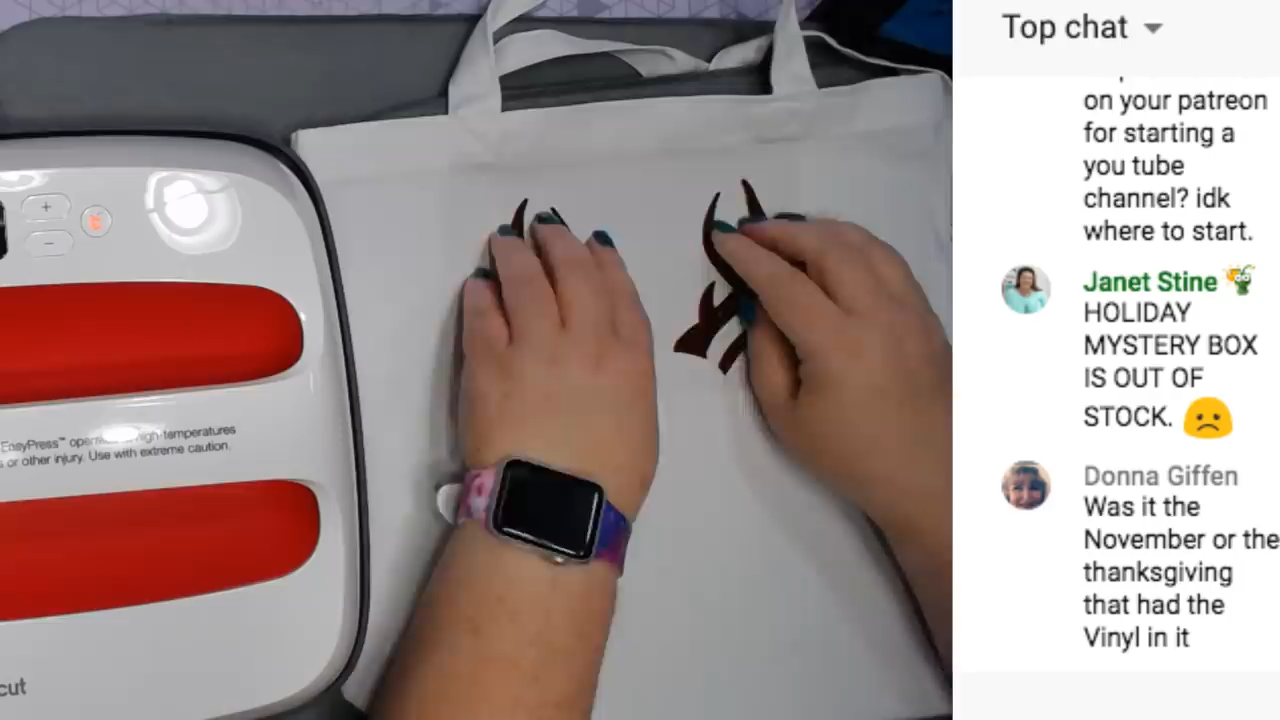 Top chat
on your patreon
for starting a
you tube
channel? idk
where to start.
Janet Stine
HOLIDAY
MYSTERY BOX
IS OUT OF
STOCK.
Donna Giffen
Was it the
November or the
thanksgiving
that had the
Vinyl in it
+
−
EasyPress™ high-temperatures
or other injury. Use with extreme caution.
cut